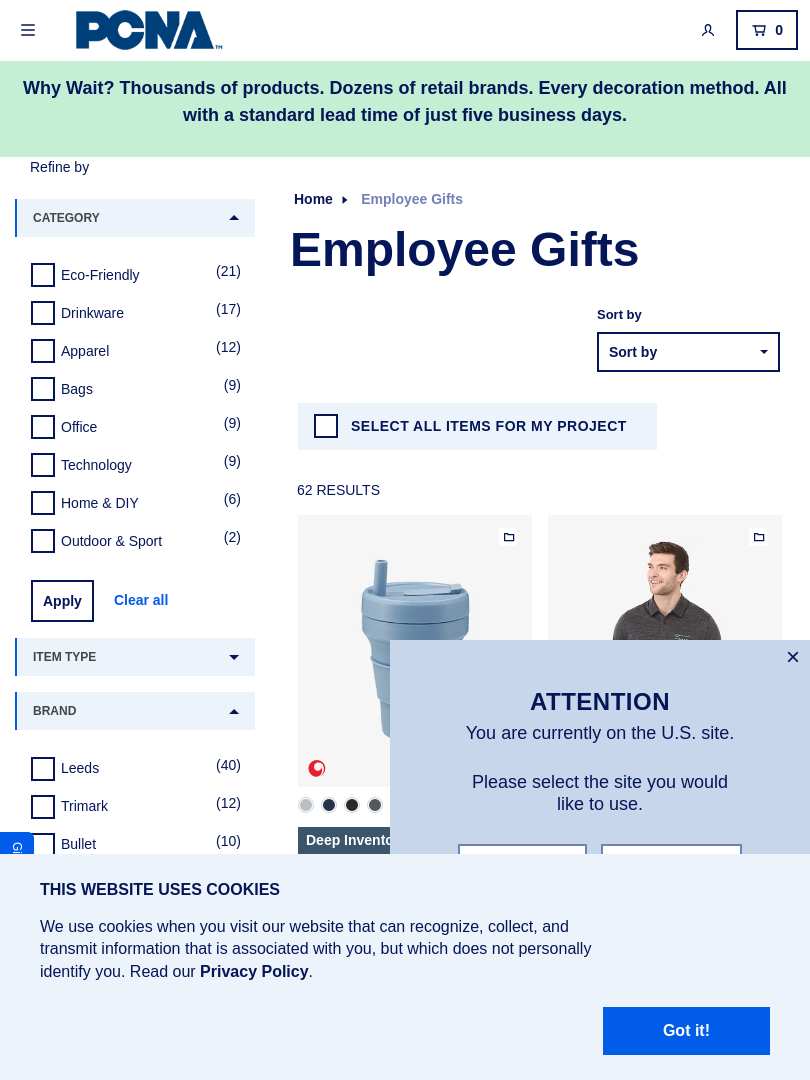 PCNA TM
0
Why Wait? Thousands of products. Dozens of retail brands. Every decoration method. All
with a standard lead time of just five business days.
Refine by
CATEGORY
Eco-Friendly (21)
Drinkware (17)
Apparel (12)
Bags (9)
Office (9)
Technology (9)
Home & DIY (6)
Outdoor & Sport (2)
Apply Clear all
ITEM TYPE
BRAND
Leeds (40)
Trimark (12)
Bullet (10)
Home Employee Gifts
Employee Gifts
Sort by
Sort by
SELECT ALL ITEMS FOR MY PROJECT
62 RESULTS
ATTENTION
You are currently on the U.S. site.
Please select the site you would
like to use.
THIS WEBSITE USES COOKIES
We use cookies when you visit our website that can recognize, collect, and
transmit information that is associated with you, but which does not personally
identify you. Read our Privacy Policy.
Got it!
Deep